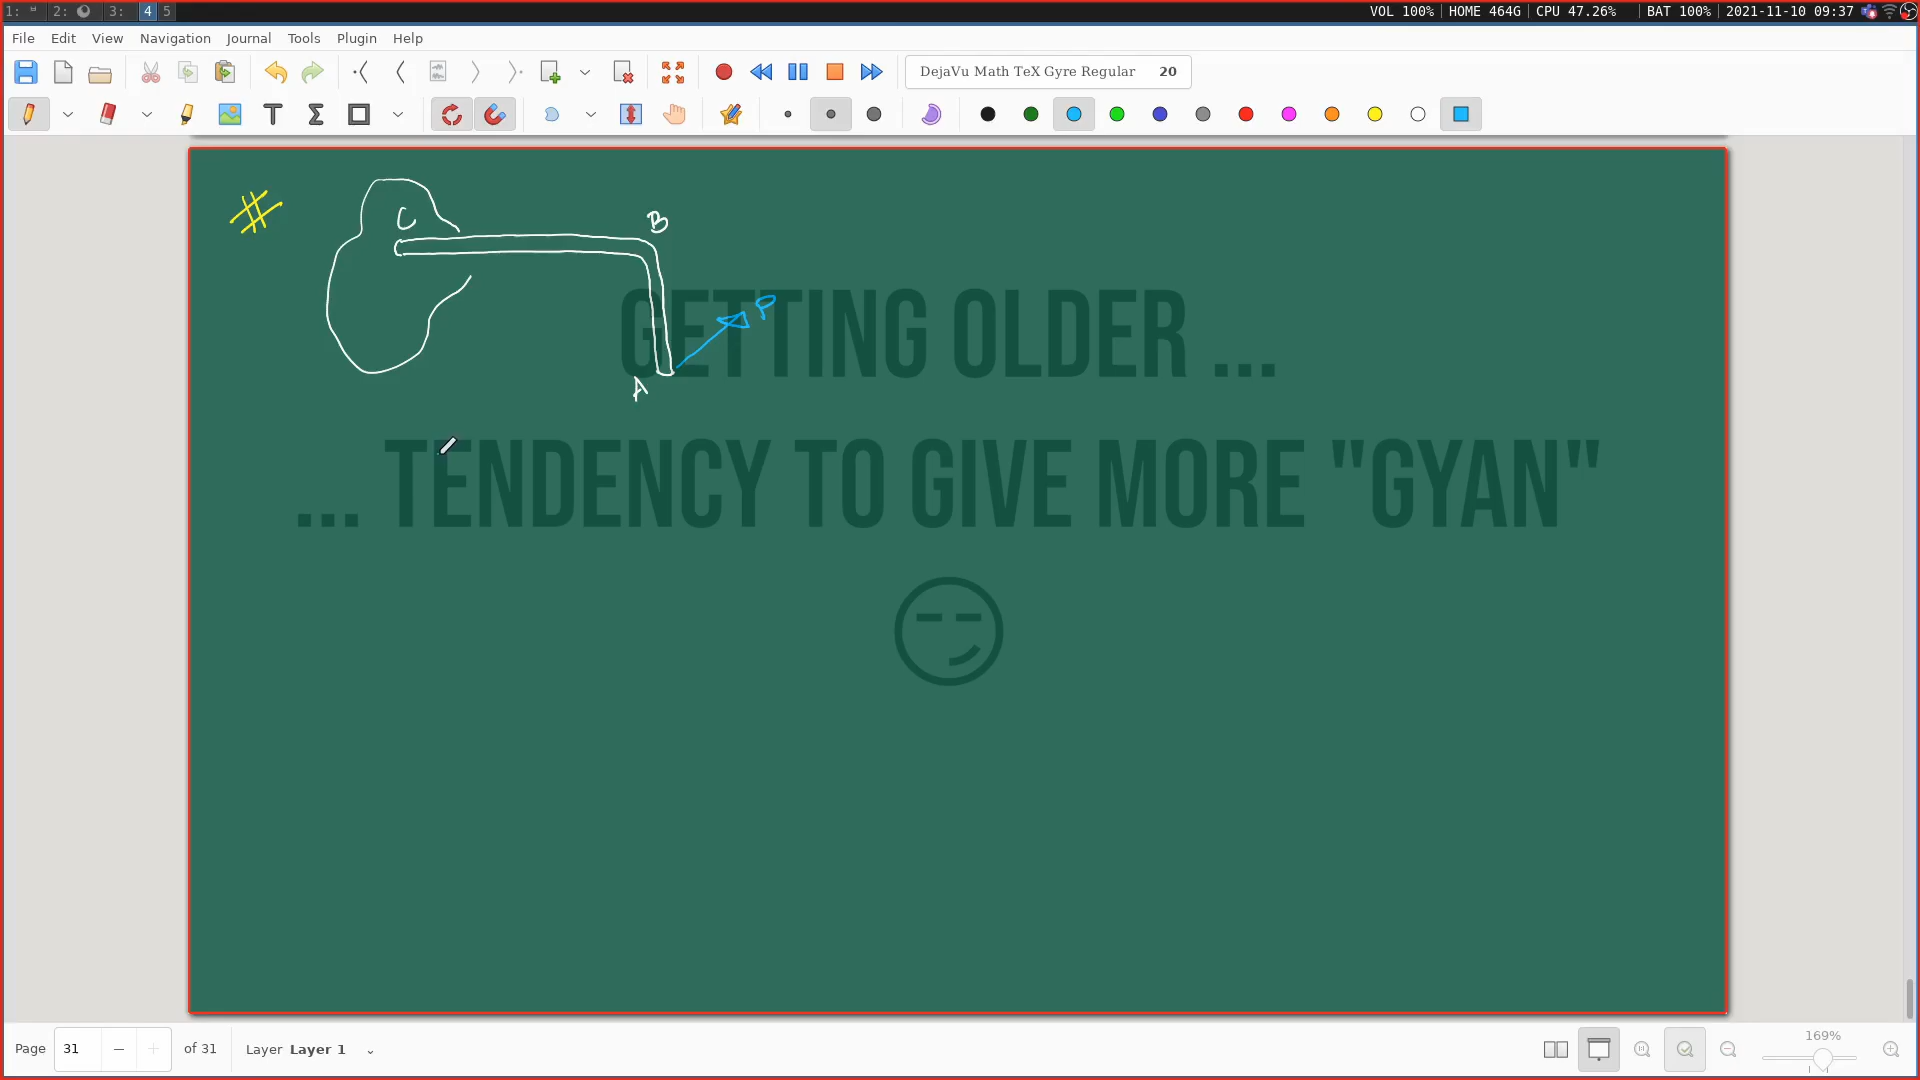 1: 2: 3: 4 5 VOL 100% HOME 464G CPU 47.26% BAT 100% 2021-11-10 09:37
File Edit View Navigation Journal Tools Plugin Help
DejaVu Math TeX Gyre Regular 20
T Σ
# C B
P
GETTING OLDER ...
A
... TENDENCY TO GIVE MORE "GYAN"
Page 31 of 31 Layer Layer 1 169%